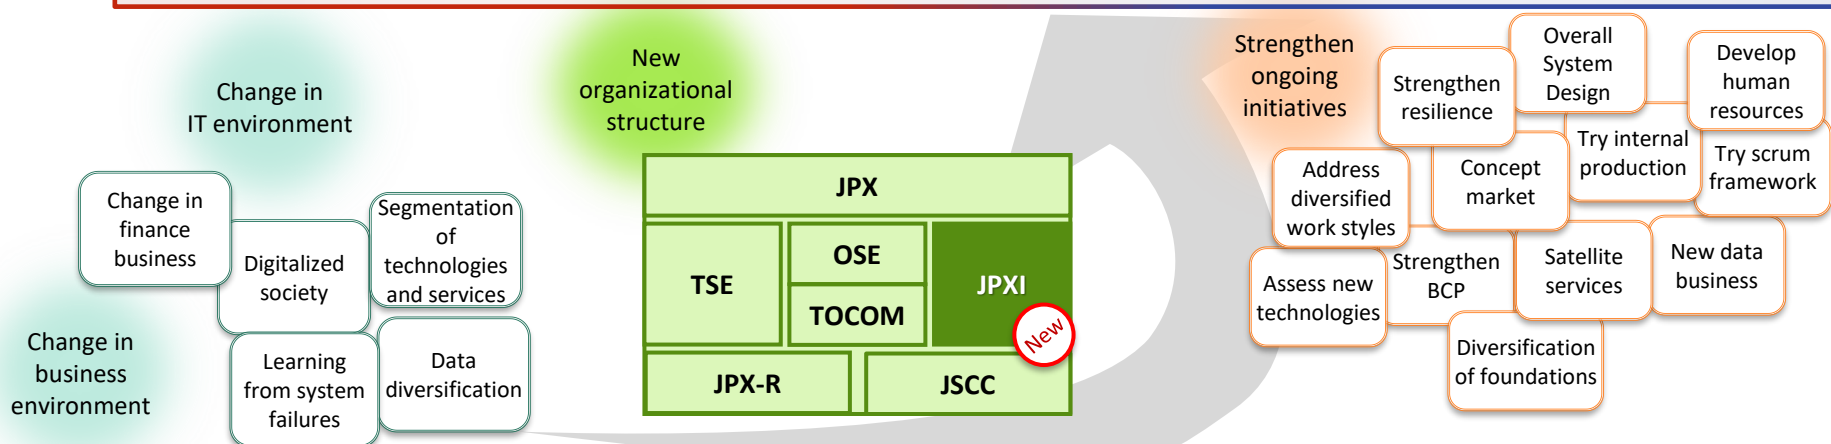 Change in
IT environment
Change in
finance
business
Digitalized
society
Segmentation
of
technologies
and services
Change in
business
environment
Learning
from system
failures
Data
diversification
New
organizational
structure
JPX
TSE
OSE
TOCOM
JPXI
New
JPX-R
JSCC
Strengthen
ongoing
initiatives
Strengthen
resilience
Overall
System
Design
Develop
human
resources
Address
diversified
work styles
Concept
market
Try internal
production
Try scrum
framework
Assess new
technologies
Strengthen
BCP
Satellite
services
New data
business
Diversification
of foundations